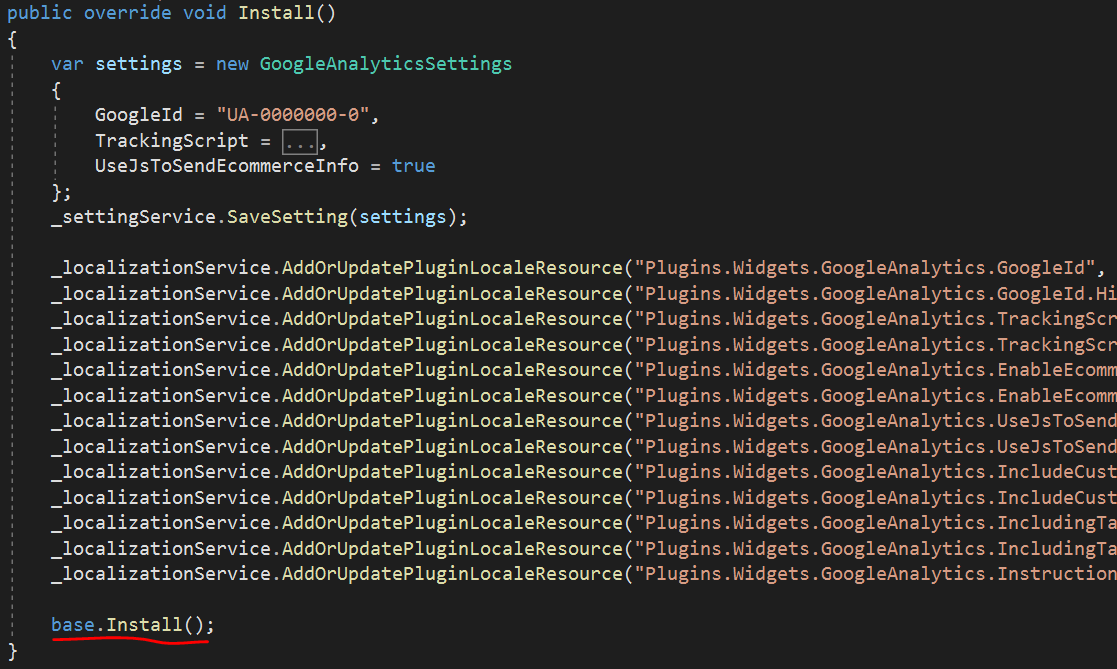 public override void Install()
{
var settings = new GoogleAnalyticsSettings
{
GoogleId = "UA-0000000-0",
TrackingScript = ...,
UseJsToSendEcommerceInfo = true
};
_settingService.SaveSetting(settings);
_localizationService.AddOrUpdatePluginLocaleResource("Plugins.Widgets.GoogleAnalytics.GoogleId",
_localizationService.AddOrUpdatePluginLocaleResource("Plugins.Widgets.GoogleAnalytics.GoogleId.Hi
_localizationService.AddOrUpdatePluginLocaleResource("Plugins.Widgets.GoogleAnalytics.TrackingScr
_localizationService.AddOrUpdatePluginLocaleResource("Plugins.Widgets.GoogleAnalytics.TrackingScr
_localizationService.AddOrUpdatePluginLocaleResource("Plugins.Widgets.GoogleAnalytics.EnableEcomm
_localizationService.AddOrUpdatePluginLocaleResource("Plugins.Widgets.GoogleAnalytics.EnableEcomm
_localizationService.AddOrUpdatePluginLocaleResource("Plugins.Widgets.GoogleAnalytics.UseJsToSend
_localizationService.AddOrUpdatePluginLocaleResource("Plugins.Widgets.GoogleAnalytics.UseJsToSend
_localizationService.AddOrUpdatePluginLocaleResource("Plugins.Widgets.GoogleAnalytics.IncludeCust
_localizationService.AddOrUpdatePluginLocaleResource("Plugins.Widgets.GoogleAnalytics.IncludeCust
_localizationService.AddOrUpdatePluginLocaleResource("Plugins.Widgets.GoogleAnalytics.IncludingTa
_localizationService.AddOrUpdatePluginLocaleResource("Plugins.Widgets.GoogleAnalytics.IncludingTa
_localizationService.AddOrUpdatePluginLocaleResource("Plugins.Widgets.GoogleAnalytics.Instruction
base.Install();
}